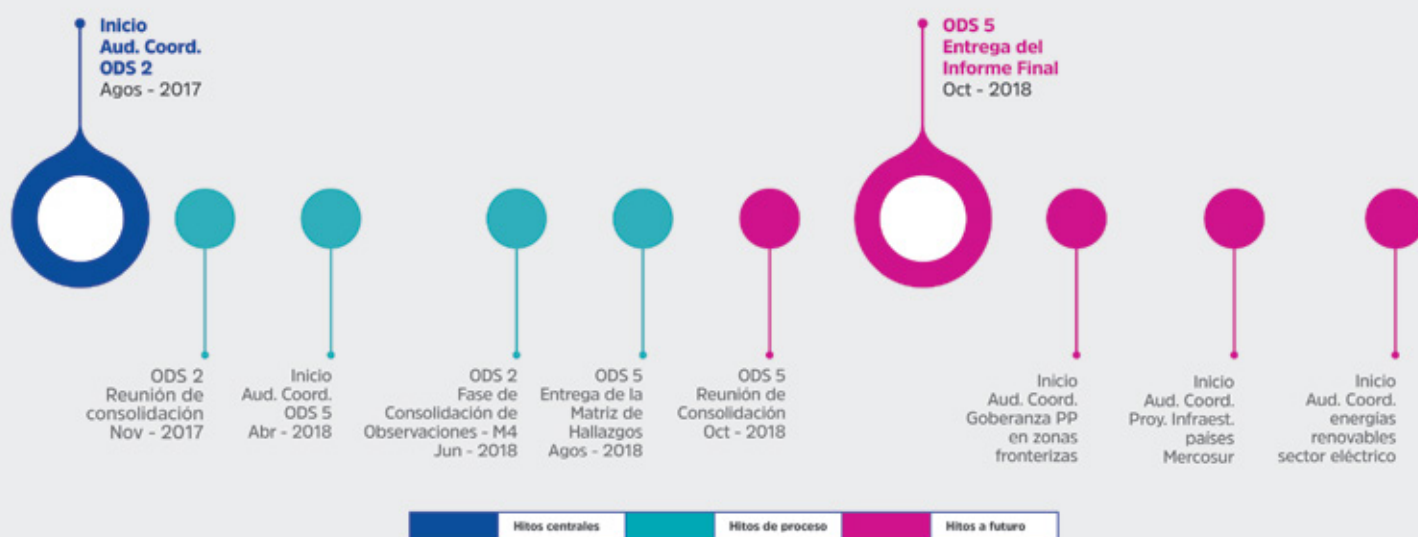 Inicio
Aud. Coord.
ODS 2
Agos - 2017
ODS 5
Entrega del
Informe Final
Oct - 2018
ODS 2
Reunión de
consolidación
Nov - 2017
Inicio
Aud. Coord.
ODS 5
Abr - 2018
ODS 2
Fase de
Consolidación de
Observaciones - M4
Jun - 2018
ODS 5
Entrega de la
Matriz de
Hallazgos
Agos - 2018
ODS 5
Reunión de
Consolidación
Oct - 2018
Inicio
Aud. Coord.
Goberanza PP
en zonas
fronterizas
Inicio
Aud. Coord.
Proy. Infraest.
países
Mercosur
Inicio
Aud. Coord.
energías
renovables
sector eléctrico
Hitos centrales
Hitos de proceso
Hitos a futuro